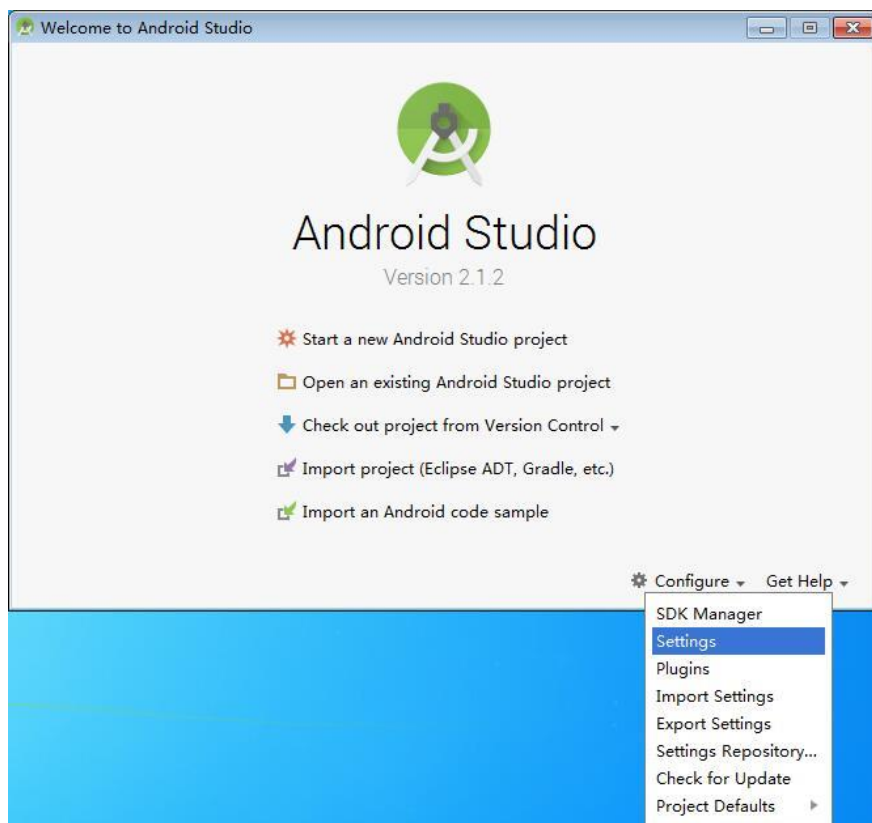 Welcome to Android Studio
Android Studio
Version 2.1.2
Start a new Android Studio project
Open an existing Android Studio project
Check out project from Version Control
Import project (Eclipse ADT, Gradle, etc.)
Import an Android code sample
Configure Get Help
SDK Manager
Settings
Plugins
Import Settings
Export Settings
Settings Repository...
Check for Update
Project Defaults